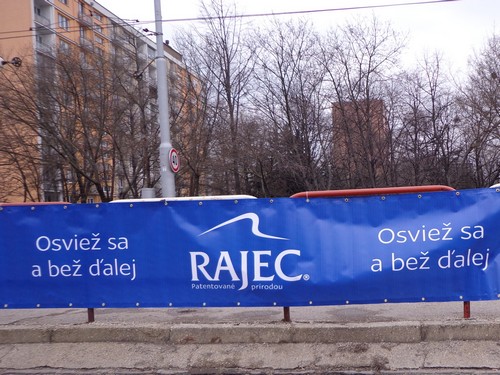 Osviež sa
a bež ďalej
RAJEC®
Patentované prírodou
Osviež sa
a bež ďalej